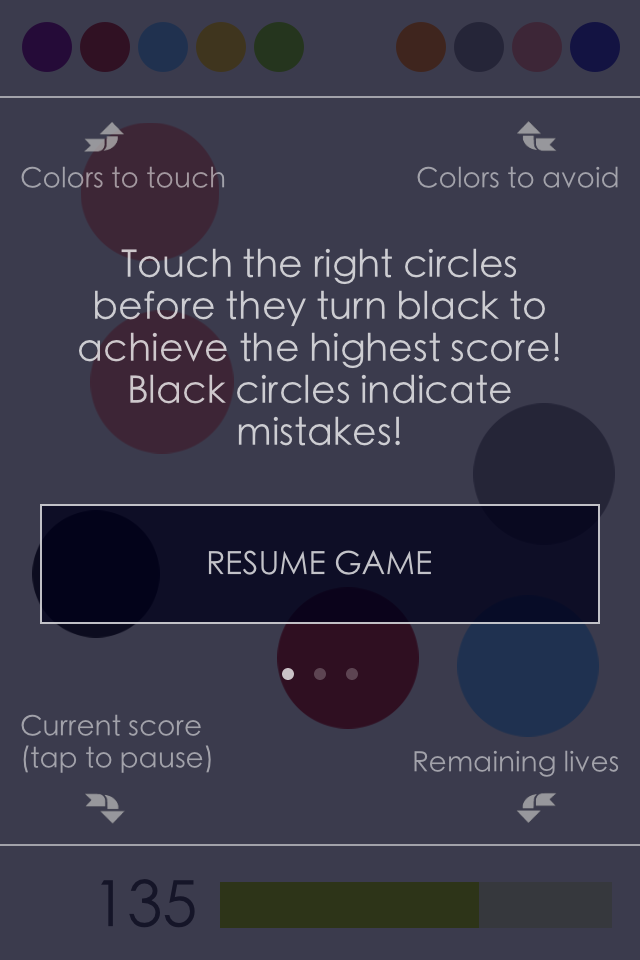 Colors to touch
Colors to avoid
Touch the right circles
before they turn black to
achieve the highest score!
Black circles indicate
mistakes!
RESUME GAME
Current score
(tap to pause)
Remaining lives
135